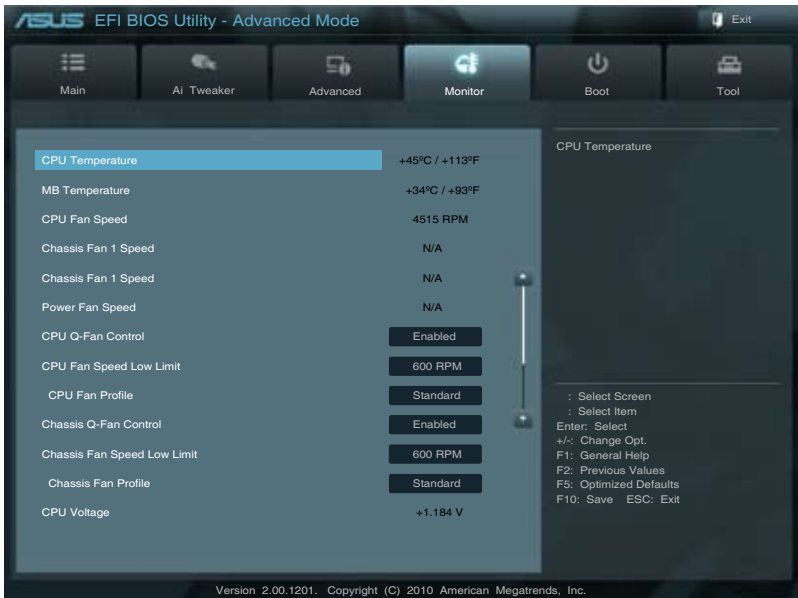 ASUS EFI BIOS Utility - Advanced Mode
Exit
Main
Ai Tweaker
Advanced
Monitor
Boot
Tool
CPU Temperature +45ºC / +113ºF
MB Temperature +34ºC / +93ºF
CPU Fan Speed 4515 RPM
Chassis Fan 1 Speed N/A
Chassis Fan 1 Speed N/A
Power Fan Speed N/A
CPU Q-Fan Control Enabled
CPU Fan Speed Low Limit 600 RPM
CPU Fan Profile Standard
Chassis Q-Fan Control Enabled
Chassis Fan Speed Low Limit 600 RPM
Chassis Fan Profile Standard
CPU Voltage +1.184 V
CPU Temperature
: Select Screen
: Select Item
Enter: Select
+/-: Change Opt.
F1: General Help
F2: Previous Values
F5: Optimized Defaults
F10: Save ESC: Exit
Version 2.00.1201. Copyright (C) 2010 American Megatrends, Inc.